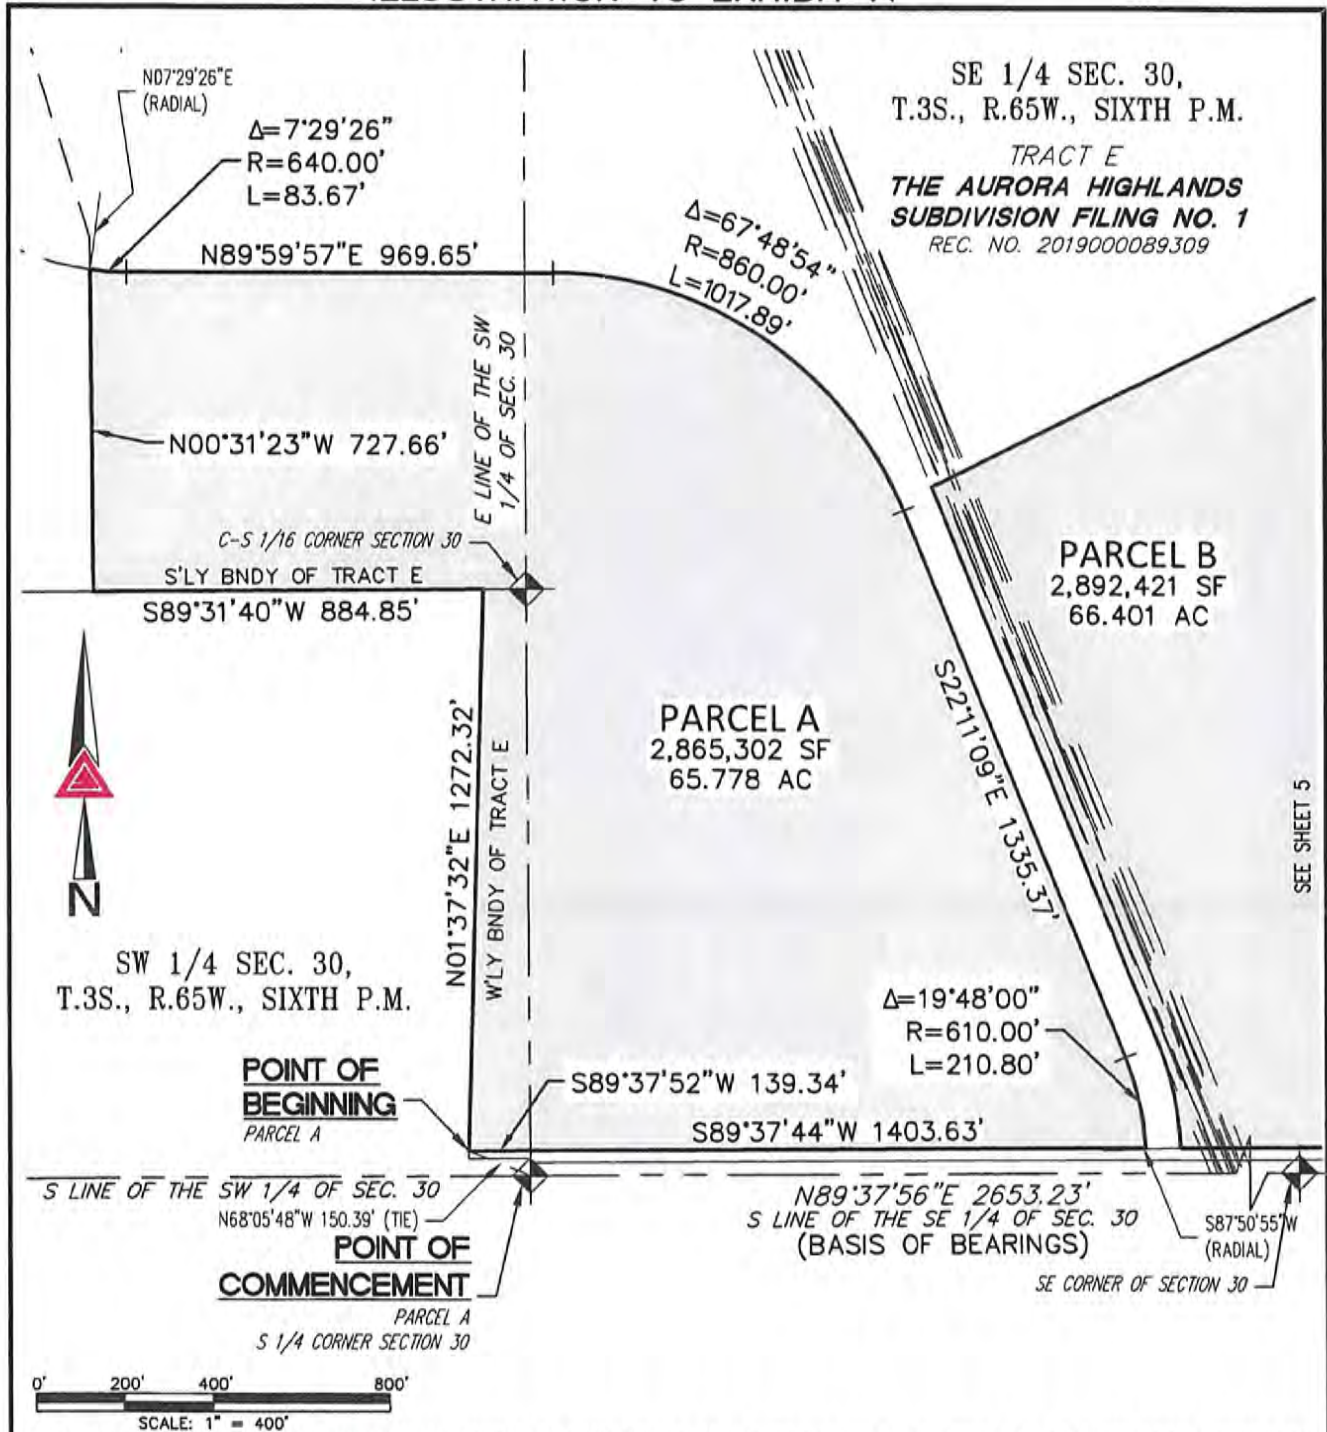 N07°29'26"E
(RADIAL)
Δ=7°29'26"
R=640.00'
L=83.67'
N89°59'57"E 969.65'
Δ=67°48'54"
R=860.00'
L=1017.89'
SE 1/4 SEC. 30,
T.3S., R.65W., SIXTH P.M.
TRACT E
THE AURORA HIGHLANDS
SUBDIVISION FILING NO. 1
REC. NO. 2019000089309
E LINE OF THE SW
1/4 OF SEC. 30
N00°31'23"W 727.66'
C-S 1/16 CORNER SECTION 30
S'LY BNDY OF TRACT E
S89°31'40"W 884.85'
PARCEL B
2,892,421 SF
66.401 AC
S22°11'09"E 1335.37'
PARCEL A
2,865,302 SF
65.778 AC
N01°37'32"E 1272.32'
W'LY BNDY OF TRACT E
SEE SHEET 5
N
SW 1/4 SEC. 30,
T.3S., R.65W., SIXTH P.M.
Δ=19°48'00"
R=610.00'
L=210.80'
POINT OF
BEGINNING
PARCEL A
S89°37'52"W 139.34'
S89°37'44"W 1403.63'
S LINE OF THE SW 1/4 OF SEC. 30
N68°05'48"W 150.39' (TIE)
N89°37'56"E 2653.23'
S LINE OF THE SE 1/4 OF SEC. 30
(BASIS OF BEARINGS)
S87°50'55"W
(RADIAL)
SE CORNER OF SECTION 30
POINT OF
COMMENCEMENT
PARCEL A
S 1/4 CORNER SECTION 30
0' 200' 400' 800'
SCALE: 1" = 400'